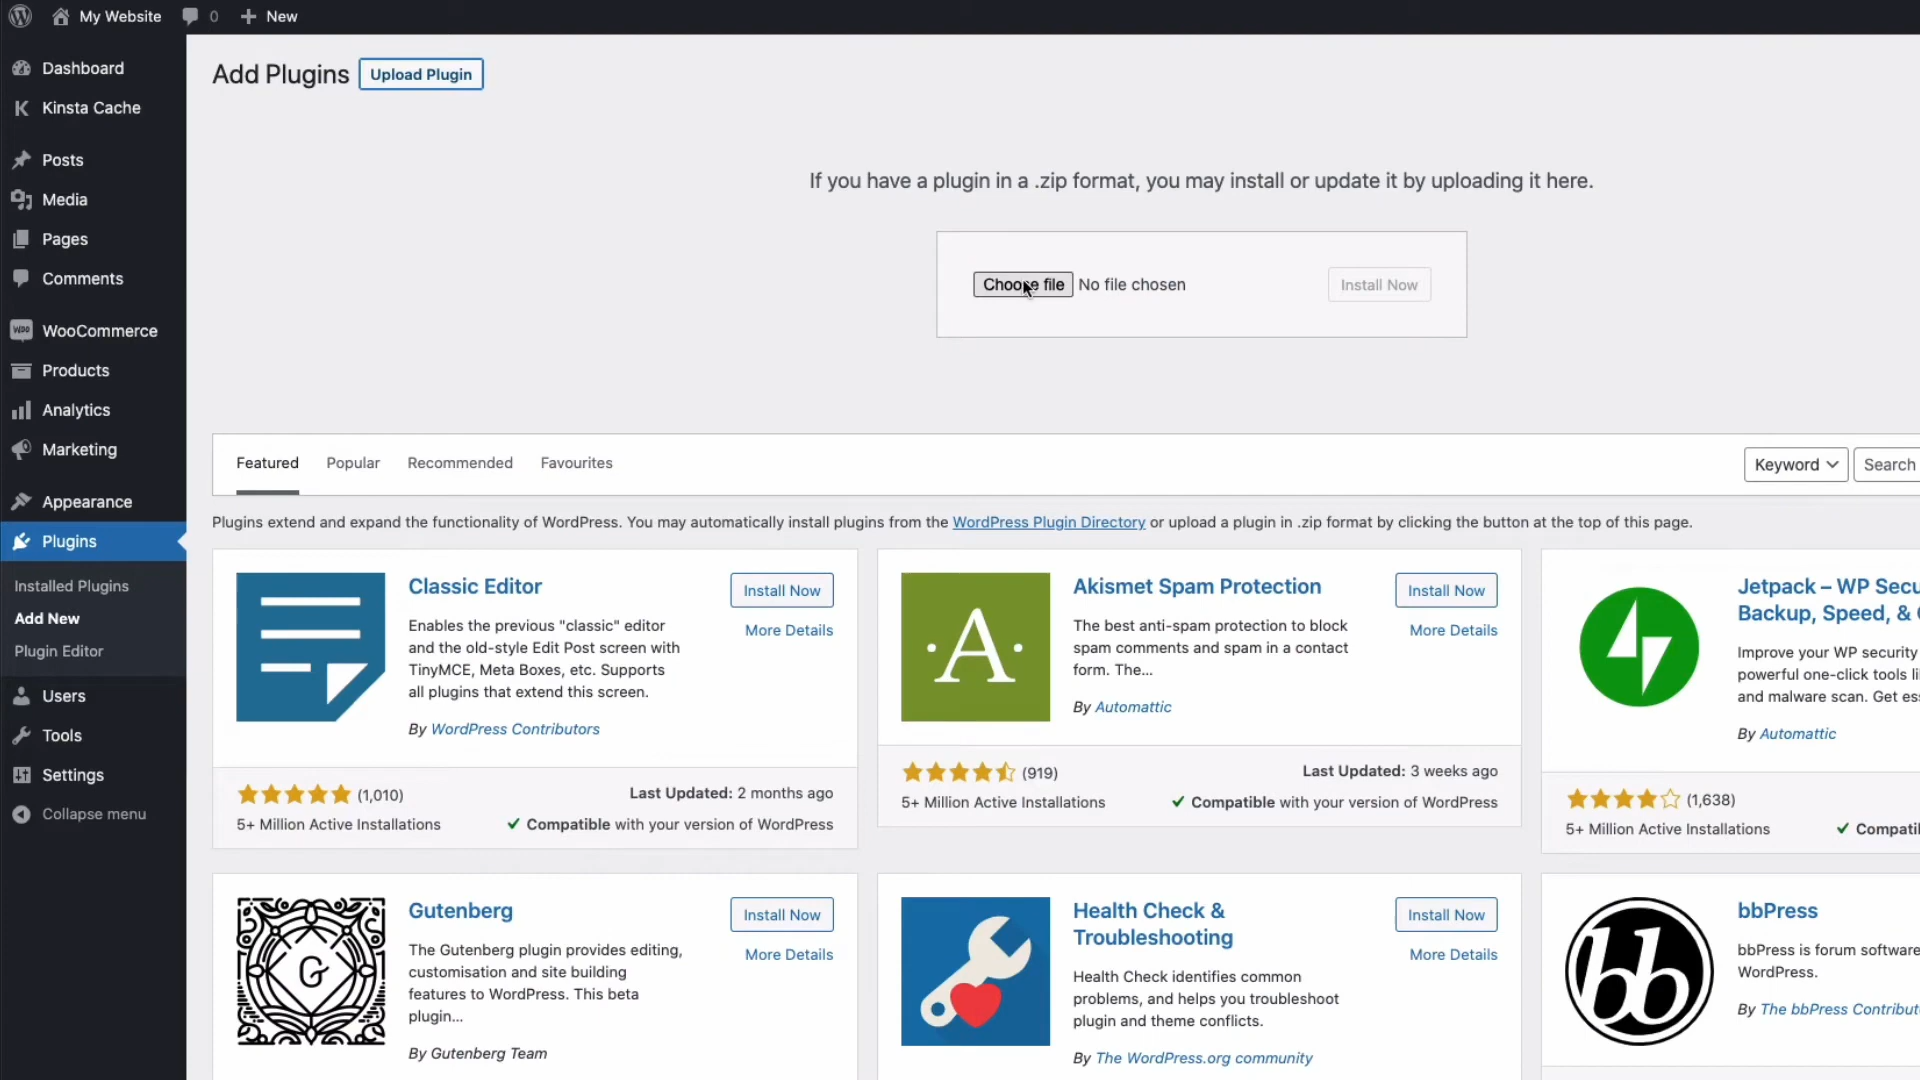 My Website 0 New
Dashboard
Kinsta Cache
Posts
Media
Pages
Comments
WooCommerce
Products
Analytics
Marketing
Appearance
Plugins
Installed Plugins
Add New
Plugin Editor
Users
Tools
Settings
Collapse menu
Add Plugins Upload Plugin
If you have a plugin in a .zip format, you may install or update it by uploading it here.
Choose file No file chosen Install Now
Featured Popular Recommended Favourites Keyword Search
Plugins extend and expand the functionality of WordPress. You may automatically install plugins from the WordPress Plugin Directory or upload a plugin in .zip format by clicking the button at the top of this page.
Classic Editor
Install Now
More Details
Enables the previous "classic" editor
and the old-style Edit Post screen with
TinyMCE, Meta Boxes, etc. Supports
all plugins that extend this screen.
By WordPress Contributors
(1,010)
Last Updated: 2 months ago
5+ Million Active Installations
Compatible with your version of WordPress
Akismet Spam Protection
Install Now
More Details
The best anti-spam protection to block
spam comments and spam in a contact
form. The...
By Automattic
(919)
Last Updated: 3 weeks ago
5+ Million Active Installations
Compatible with your version of WordPress
Jetpack – WP Secu
Backup, Speed, &
Improve your WP security
powerful one-click tools li
and malware scan. Get es
By Automattic
(1,638)
5+ Million Active Installations
Compati
Gutenberg
Install Now
More Details
The Gutenberg plugin provides editing,
customisation and site building
features to WordPress. This beta
plugin...
By Gutenberg Team
Health Check &
Troubleshooting
Install Now
More Details
Health Check identifies common
problems, and helps you troubleshoot
plugin and theme conflicts.
By The WordPress.org community
bbPress
bbPress is forum software
WordPress.
By The bbPress Contribut